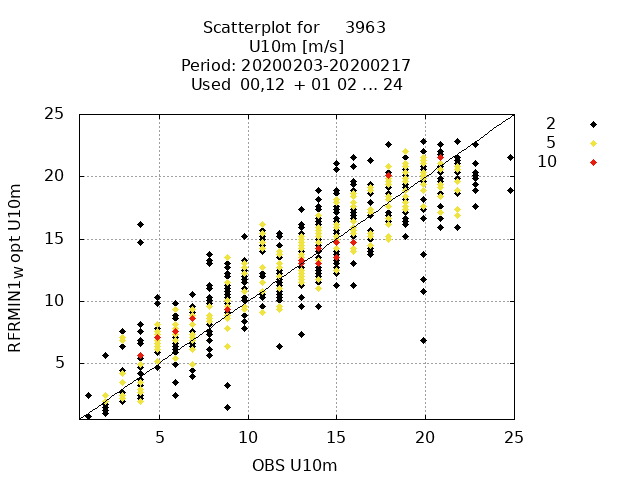 Scatterplot for 3963
U10m [m/s]
Period: 20200203-20200217
Used 00,12 + 01 02 ... 24
25
20
15
10
5
RFRMIN1W opt U10m
5 10 15 20 25
OBS U10m
2
5
10